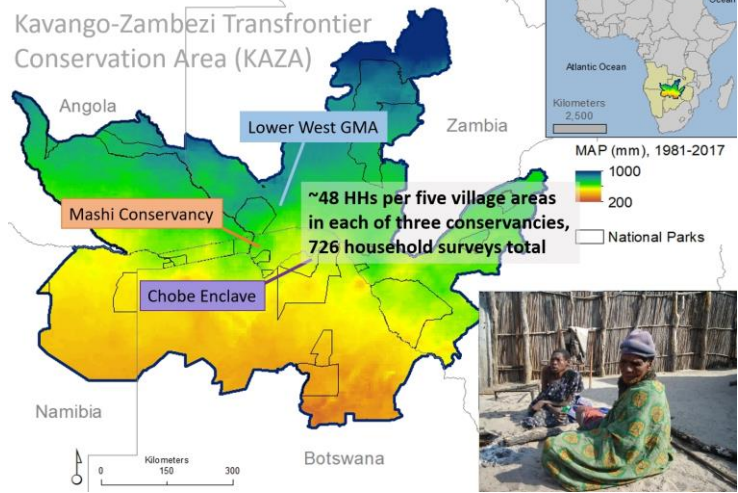 Kavango-Zambezi Transfrontier
Conservation Area (KAZA)
Ocean
Atlantic Ocean
Kilometers
2,500
Angola
Lower West GMA
Zambia
MAP (mm), 1981-2017
1000
200
National Parks
~48 HHs per five village areas
in each of three conservancies,
726 household surveys total
Mashi Conservancy
Chobe Enclave
Namibia
Botswana
Kilometers
0 150 300